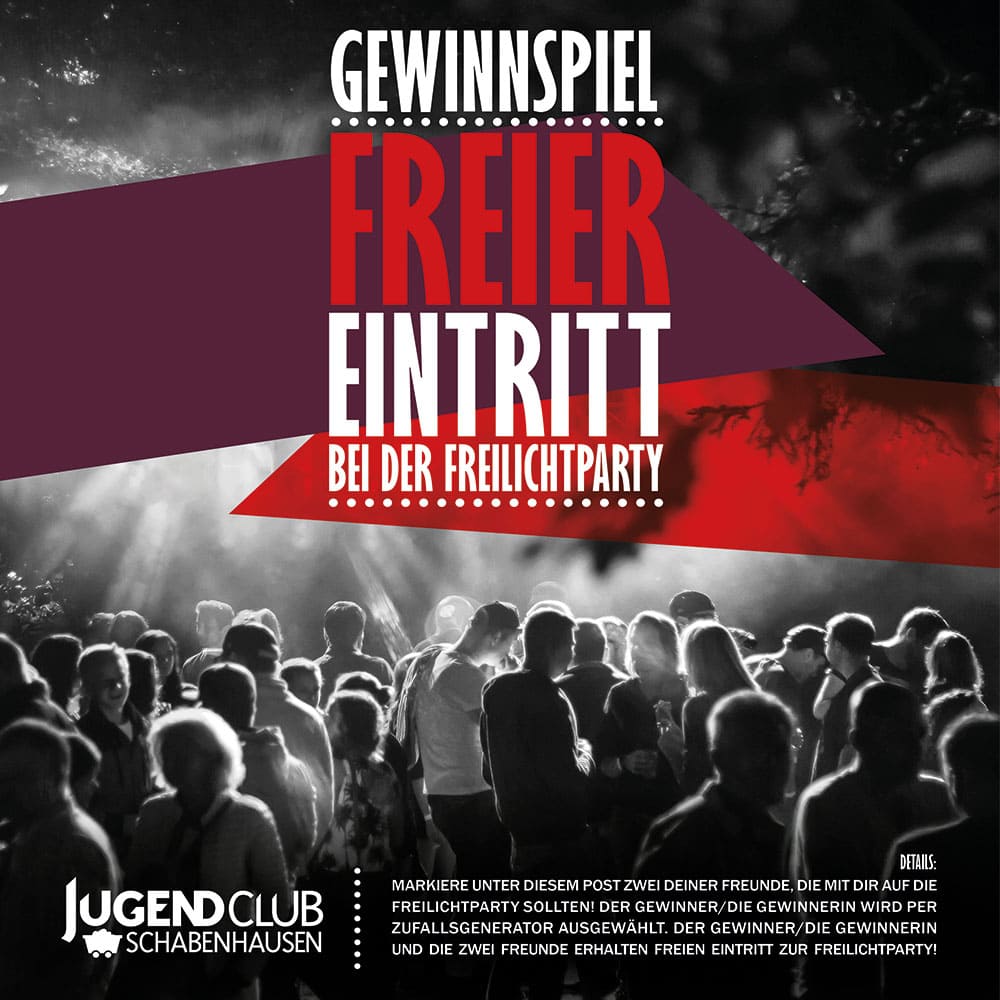 GEWINNSPIEL
FREIER
EINTRITT
BEI DER FREILICHTPARTY
DETAILS:
MARKIERE UNTER DIESEM POST ZWEI DEINER FREUNDE, DIE MIT DIR AUF DIE
FREILICHTPARTY SOLLTEN! DER GEWINNER/DIE GEWINNERIN WIRD PER
ZUFALLSGENERATOR AUSGEWÄHLT. DER GEWINNER/DIE GEWINNERIN
UND DIE ZWEI FREUNDE ERHALTEN FREIEN EINTRITT ZUR FREILICHTPARTY!
JUGENDCLUB
SCHABENHAUSEN